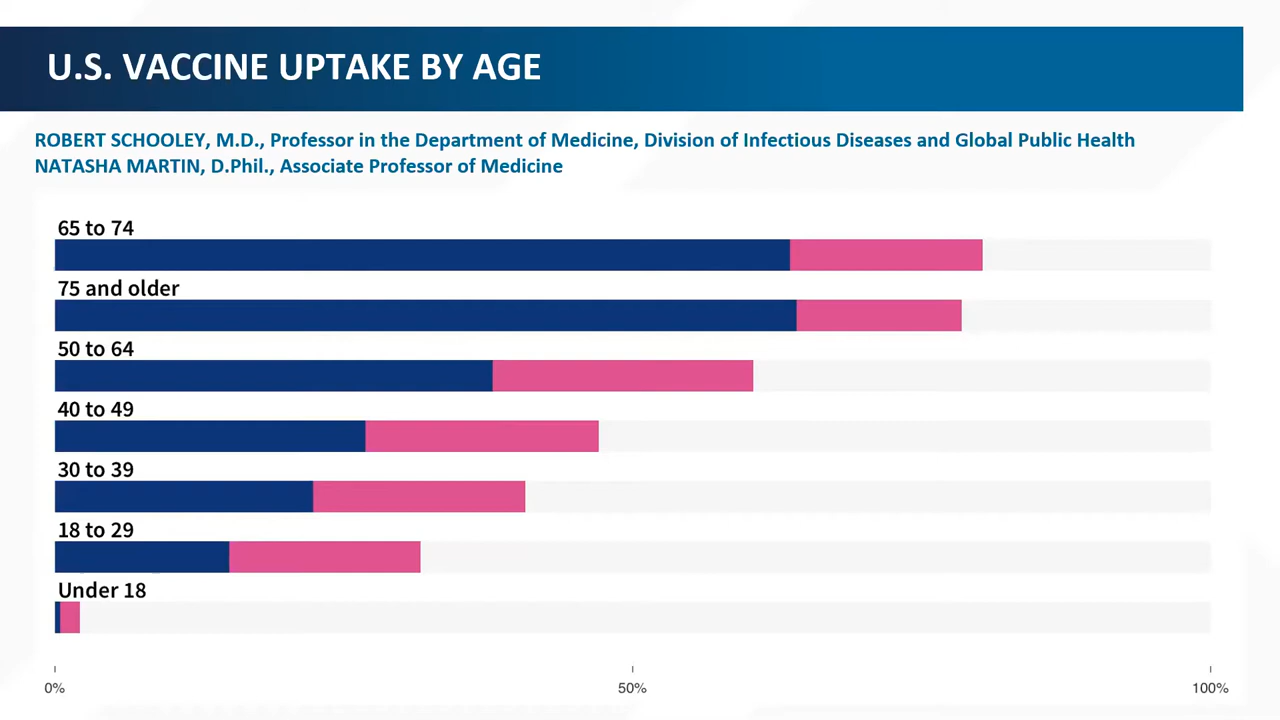 U.S. VACCINE UPTAKE BY AGE
ROBERT SCHOOLEY, M.D., Professor in the Department of Medicine, Division of Infectious Diseases and Global Public Health
NATASHA MARTIN, D.Phil., Associate Professor of Medicine
65 to 74
75 and older
50 to 64
40 to 49
30 to 39
18 to 29
Under 18
0% 50% 100%